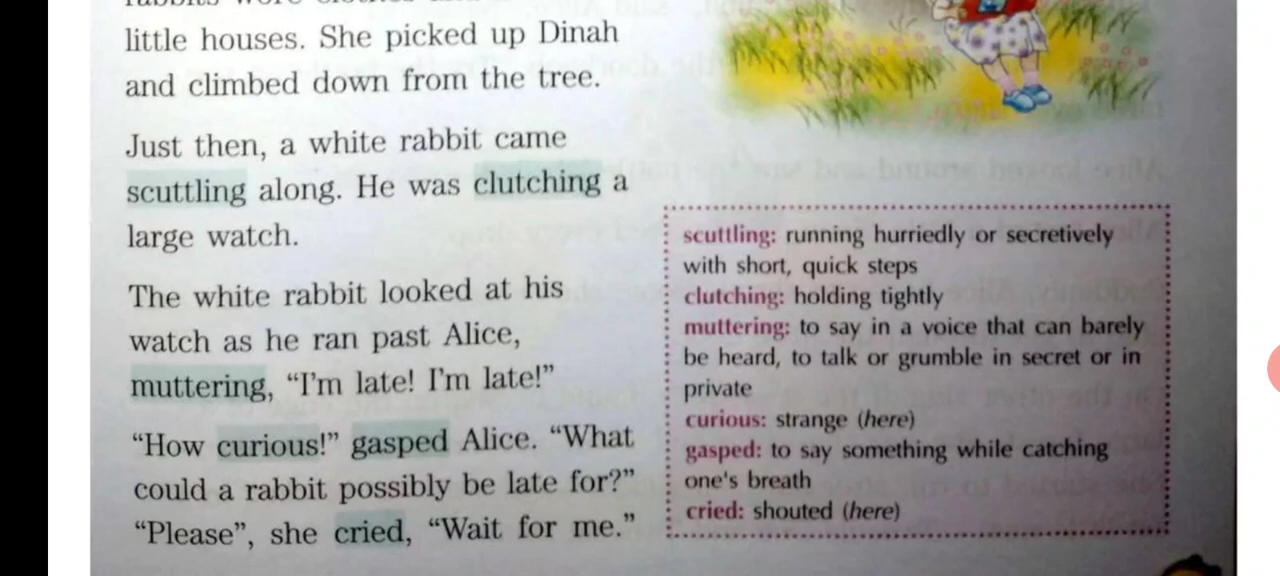 little houses. She picked up Dinah
and climbed down from the tree.
Just then, a white rabbit came
scuttling along. He was clutching a
large watch.
The white rabbit looked at his
watch as he ran past Alice,
muttering, “I’m late! I’m late!”
“How curious!” gasped Alice. “What
could a rabbit possibly be late for?”
“Please”, she cried, “Wait for me.”
scuttling: running hurriedly or secretively
with short, quick steps
clutching: holding tightly
muttering: to say in a voice that can barely
be heard, to talk or grumble in secret or in
private
curious: strange (here)
gasped: to say something while catching
one's breath
cried: shouted (here)